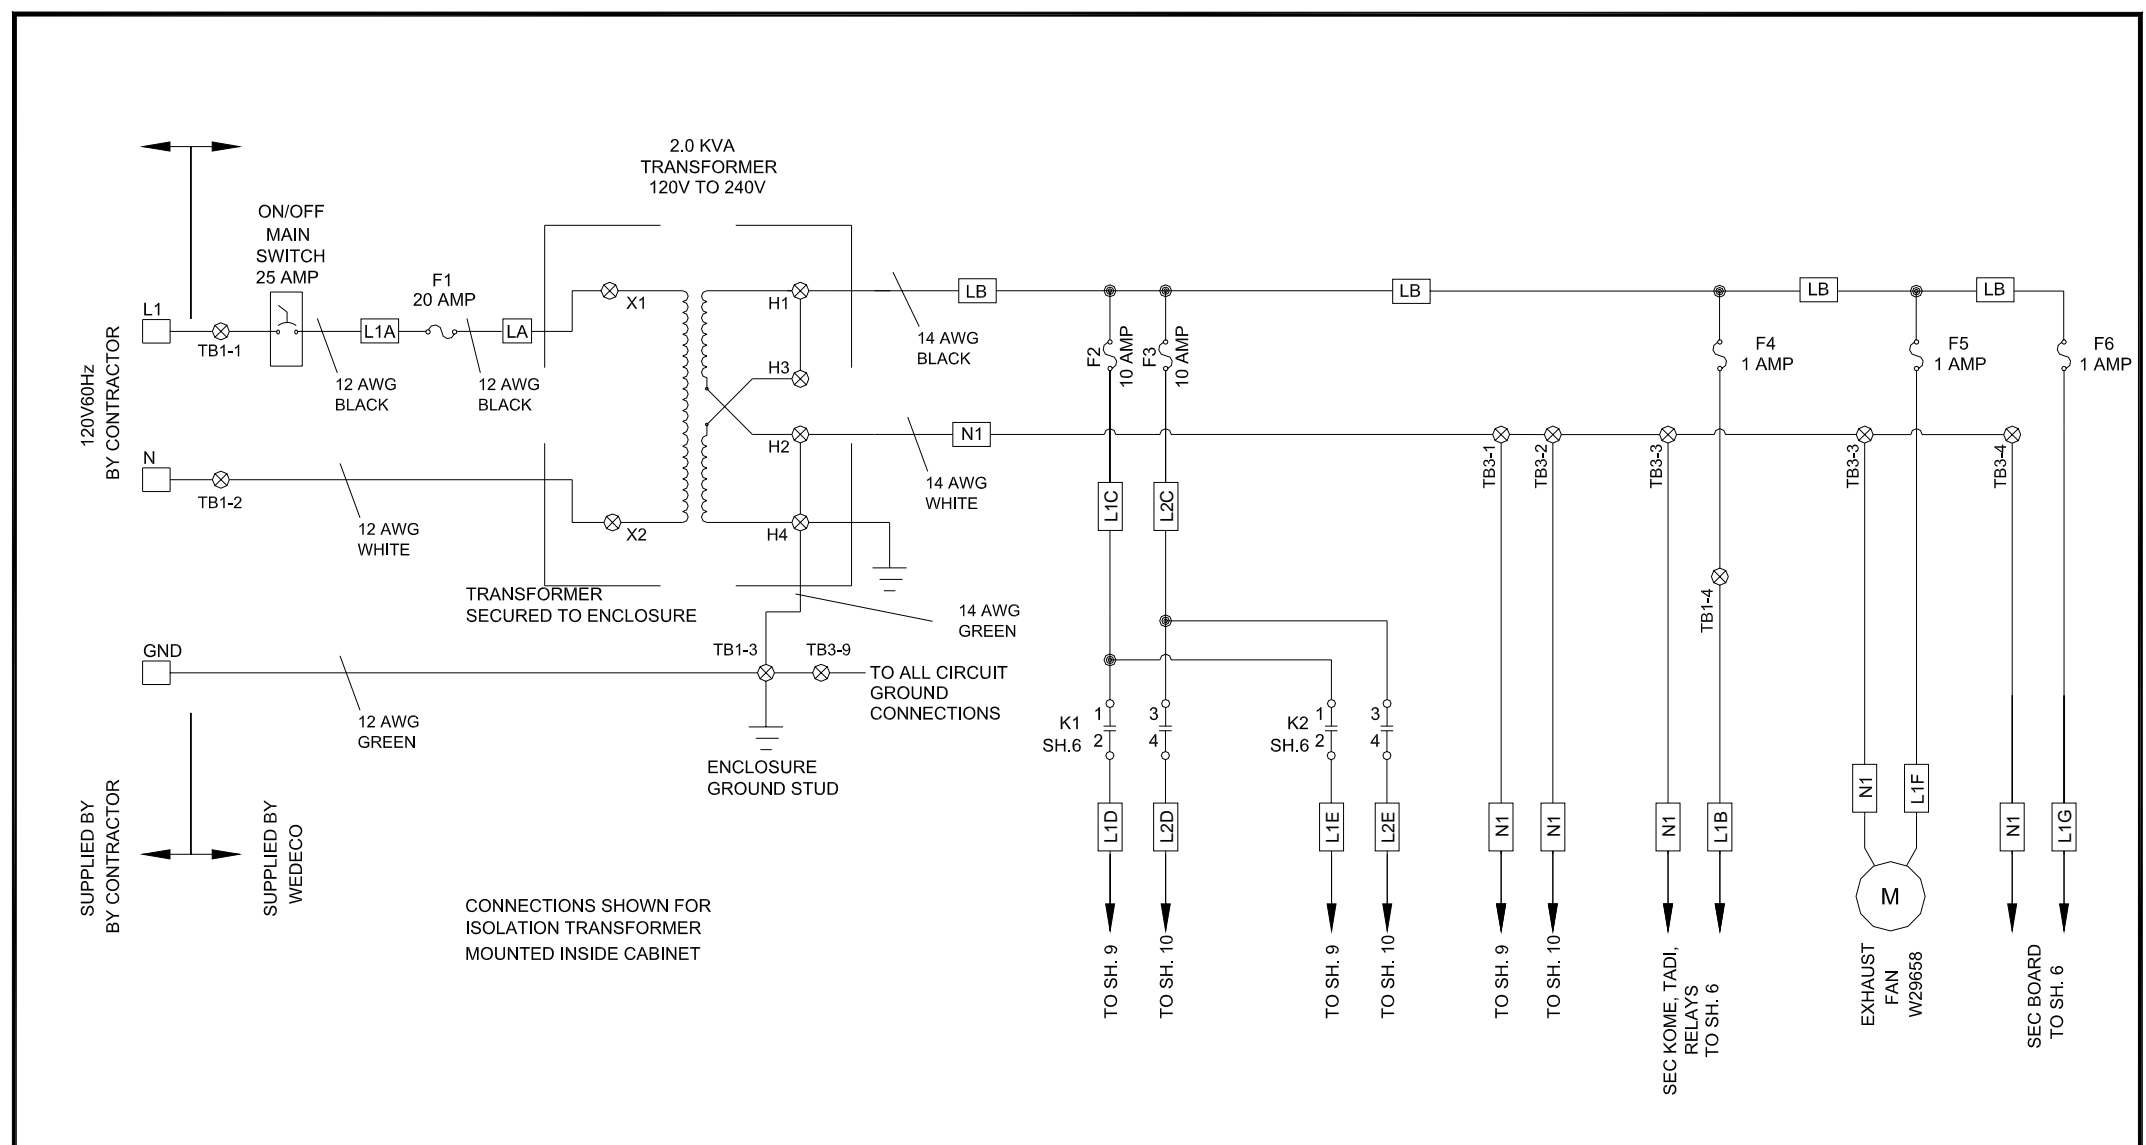 2.0 KVA
TRANSFORMER
120V TO 240V
ON/OFF
MAIN
SWITCH
25 AMP
F1
20 AMP
L1
TB1-1
L1A
LA
12 AWG
BLACK
12 AWG
BLACK
120V60Hz
BY CONTRACTOR
N
TB1-2
12 AWG
WHITE
X1
X2
H1
H3
H2
H4
14 AWG
BLACK
14 AWG
WHITE
LB
LB
LB
LB
N1
F2
10 AMP
F3
10 AMP
F4
1 AMP
F5
1 AMP
F6
1 AMP
TB3-1
TB3-2
TB3-3
TB3-3
TB3-4
L1C
L2C
TB1-4
TRANSFORMER
SECURED TO ENCLOSURE
14 AWG
GREEN
GND
12 AWG
GREEN
TB1-3
TB3-9
TO ALL CIRCUIT
GROUND
CONNECTIONS
ENCLOSURE
GROUND STUD
K1
SH.6
1
2
3
4
K2
SH.6
1
2
3
4
SUPPLIED BY
BY CONTRACTOR
SUPPLIED BY
WEDECO
CONNECTIONS SHOWN FOR
ISOLATION TRANSFORMER
MOUNTED INSIDE CABINET
L1D
L2D
L1E
L2E
N1
N1
N1
L1B
N1
L1F
N1
L1G
M
TO SH. 9
TO SH. 10
TO SH. 9
TO SH. 10
TO SH. 9
TO SH. 10
SEC KOME, TADI,
RELAYS
TO SH. 6
EXHAUST
FAN
W29658
SEC BOARD
TO SH. 6